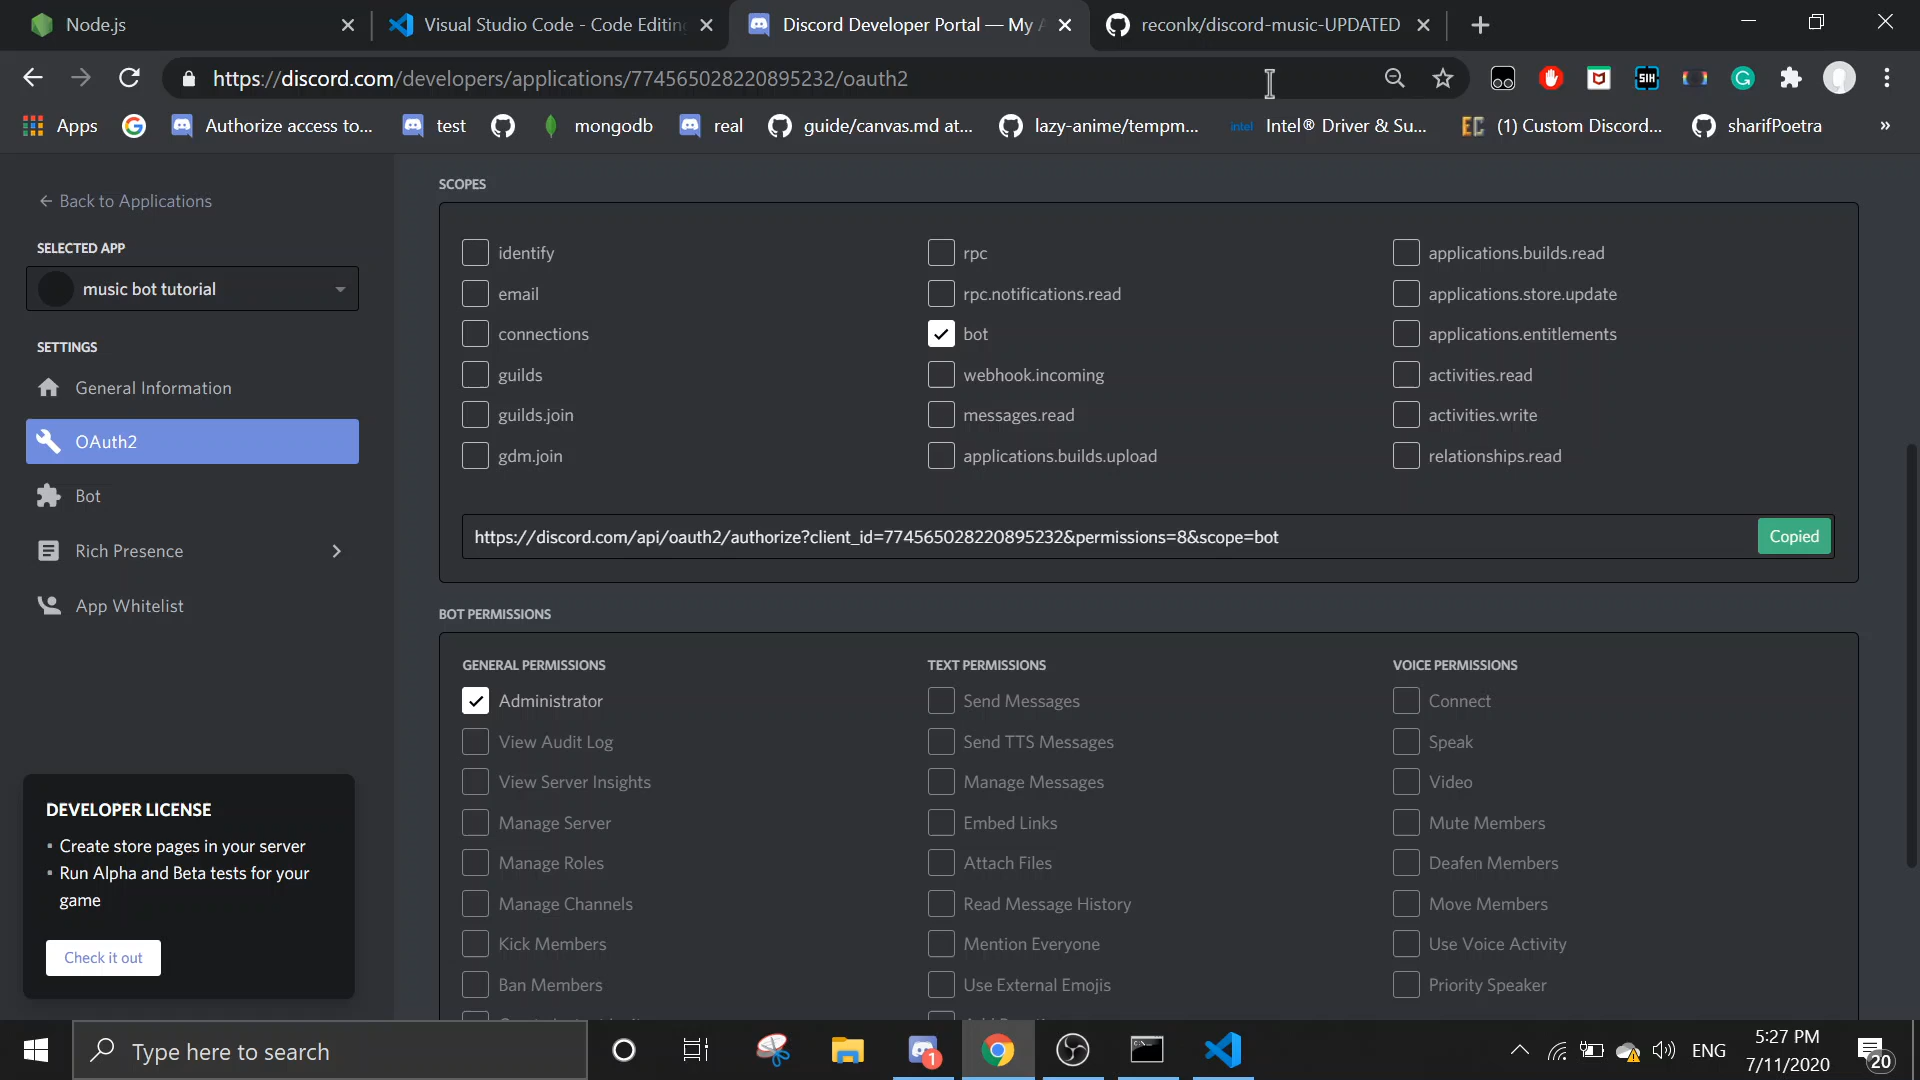 Node.js
Visual Studio Code - Code Editing
Discord Developer Portal — My A
reconlx/discord-music-UPDATED
https://discord.com/developers/applications/774565028220895232/oauth2
Apps
Authorize access to...
test
mongodb
real
guide/canvas.md at...
lazy-anime/tempm...
intel
Intel® Driver & Su...
EC
(1) Custom Discord...
sharifPoetra
»
SIH
← Back to Applications
SELECTED APP
music bot tutorial
SETTINGS
General Information
OAuth2
Bot
Rich Presence
App Whitelist
DEVELOPER LICENSE
• Create store pages in your server
• Run Alpha and Beta tests for your
game
Check it out
SCOPES
identify
email
connections
guilds
guilds.join
gdm.join
rpc
rpc.notifications.read
bot
webhook.incoming
messages.read
applications.builds.upload
applications.builds.read
applications.store.update
applications.entitlements
activities.read
activities.write
relationships.read
https://discord.com/api/oauth2/authorize?client_id=774565028220895232&permissions=8&scope=bot
Copied
BOT PERMISSIONS
GENERAL PERMISSIONS
Administrator
View Audit Log
View Server Insights
Manage Server
Manage Roles
Manage Channels
Kick Members
Ban Members
TEXT PERMISSIONS
Send Messages
Send TTS Messages
Manage Messages
Embed Links
Attach Files
Read Message History
Mention Everyone
Use External Emojis
VOICE PERMISSIONS
Connect
Speak
Video
Mute Members
Deafen Members
Move Members
Use Voice Activity
Priority Speaker
Type here to search
1
ENG
5:27 PM
7/11/2020
20